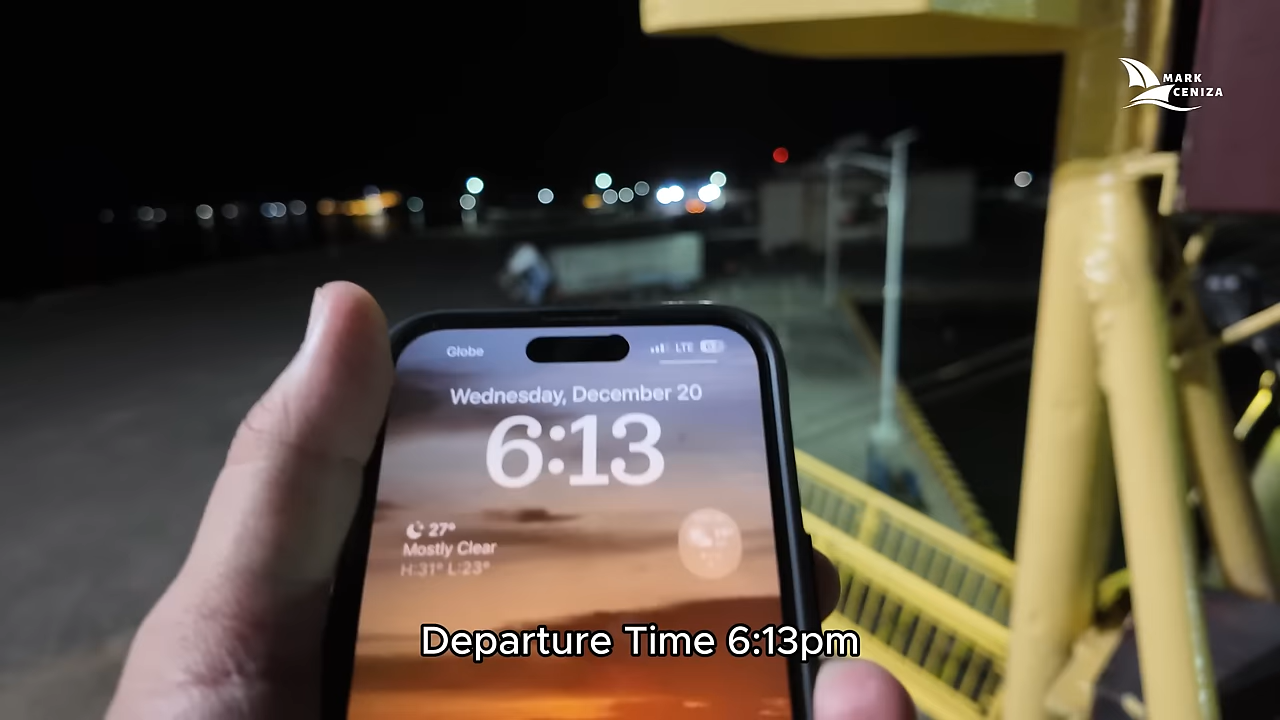 MARK
CENIZA
Globe
LTE
Wednesday, December 20
6:13
27°
Mostly Clear
H:31° L:23°
Departure Time 6:13pm